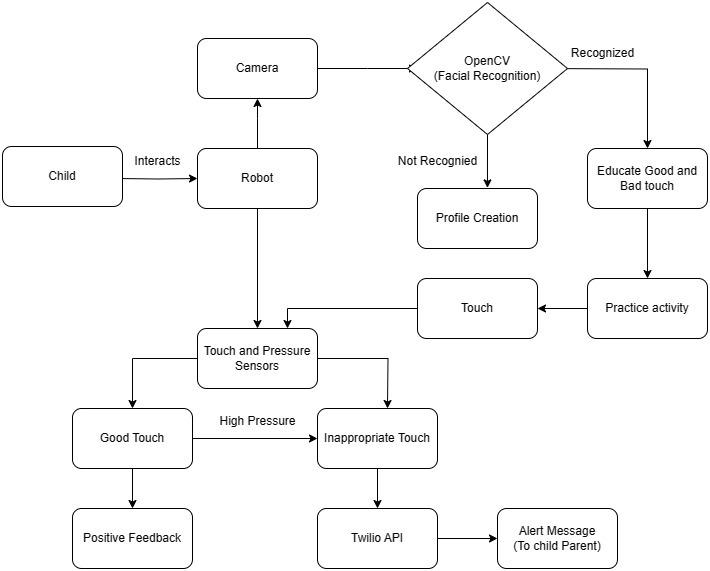 Camera
OpenCV
(Facial Recognition)
Recognized
Child
Interacts
Robot
Not Recognied
Educate Good and
Bad touch
Profile Creation
Touch
Practice activity
Touch and Pressure
Sensors
Good Touch
High Pressure
Inappropriate Touch
Positive Feedback
Twilio API
Alert Message
(To child Parent)